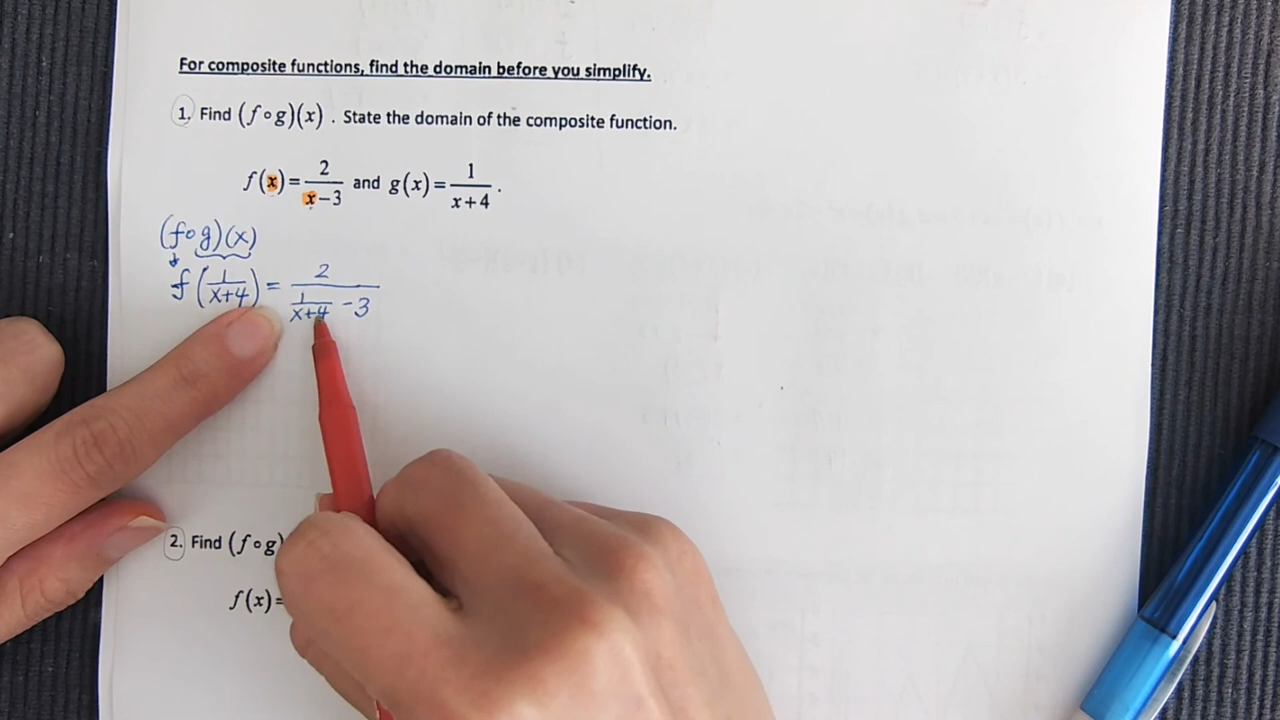 For composite functions, find the domain before you simplify.
1. Find (f∘g)(x) . State the domain of the composite function.
f(x)= 2/(x-3) and g(x)= 1/(x+4) .
(f∘g)(x)
f(1/(x+4)) = 2/(1/(x+4) -3)
2. Find (f∘g)
f(x)=